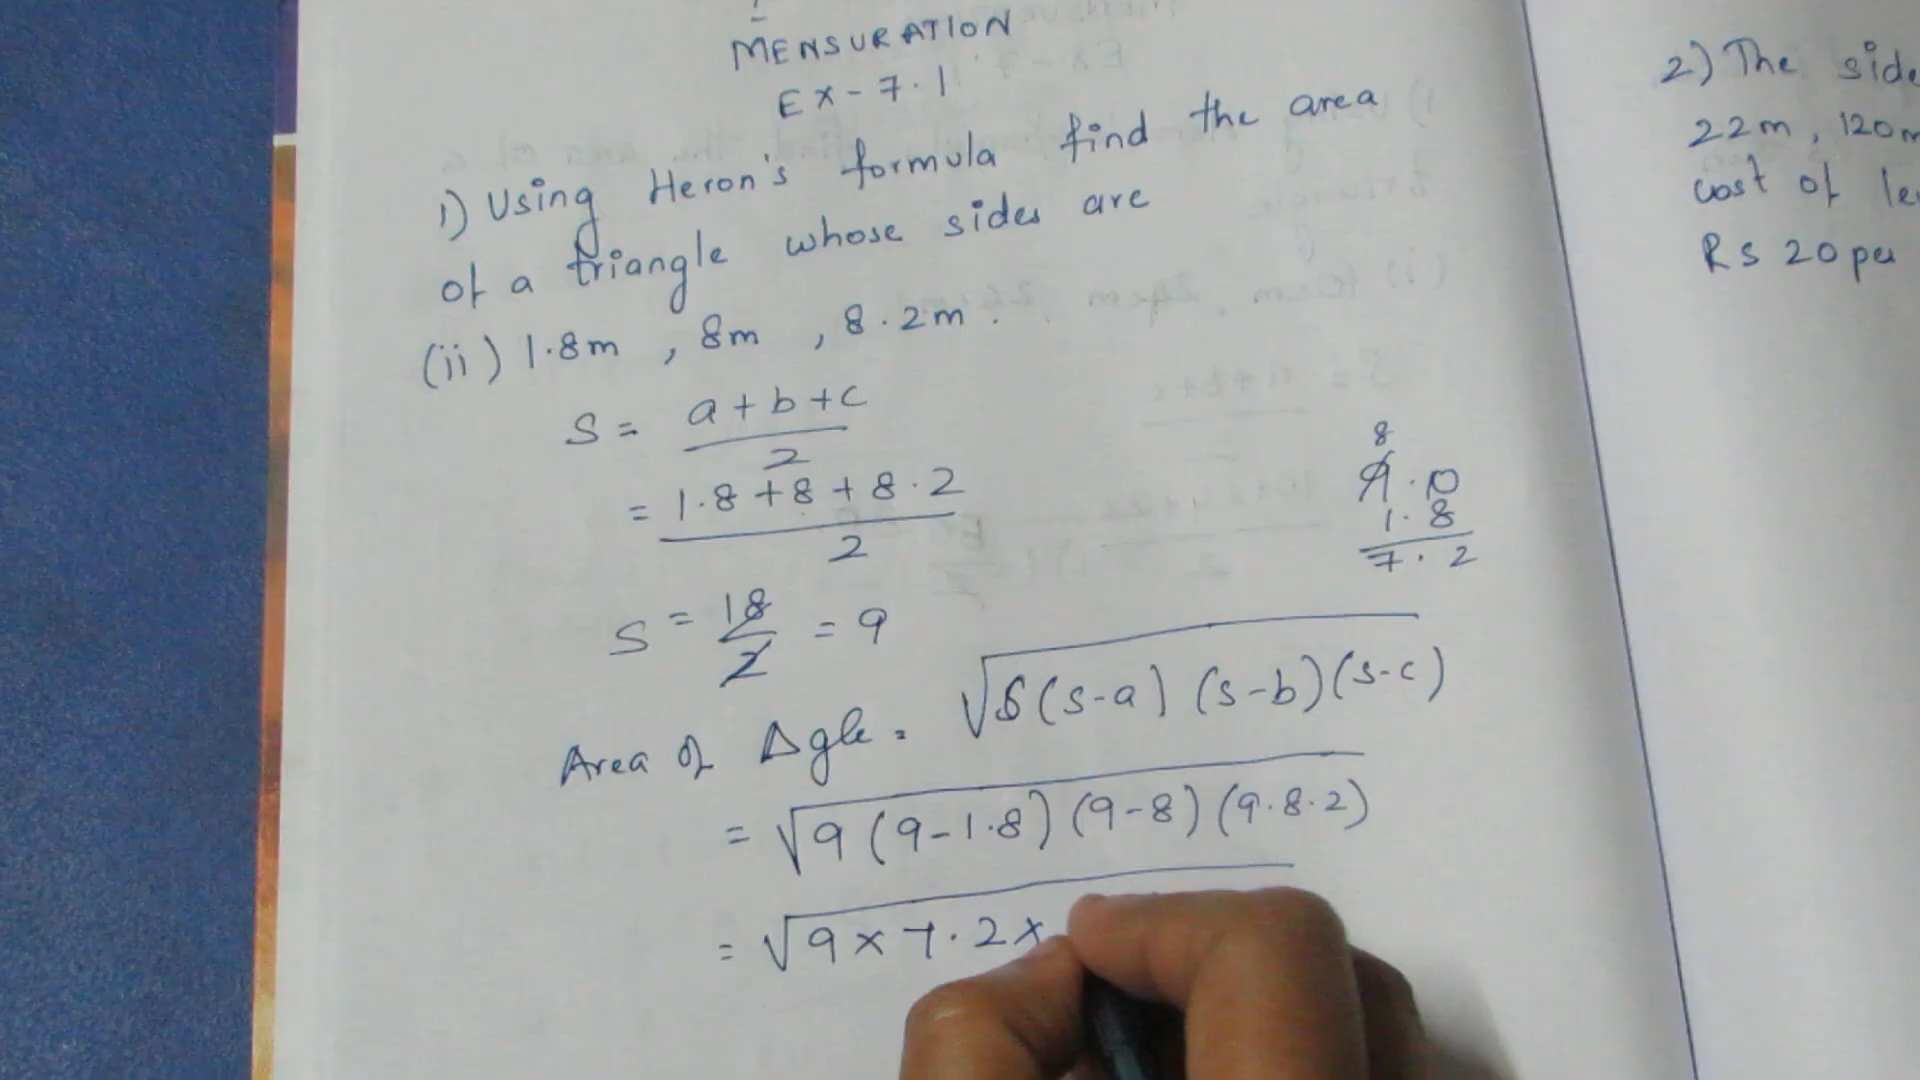 MENSURATION
Ex - 7.1
1) Using Heron's formula find the area
of a triangle whose sides are
(ii) 1.8m , 8m , 8.2m .
S = a+b+c
2
= 1.8+8+8.2
2
S = 18/2 = 9
8
9.10
1.8
7.2
Area of Δgle = √S(s-a) (s-b)(s-c)
= √9(9-1.8)(9-8)(9.8.2)
= √9×7.2×
2) The side
22m, 120m
cost of le
Rs 20 per